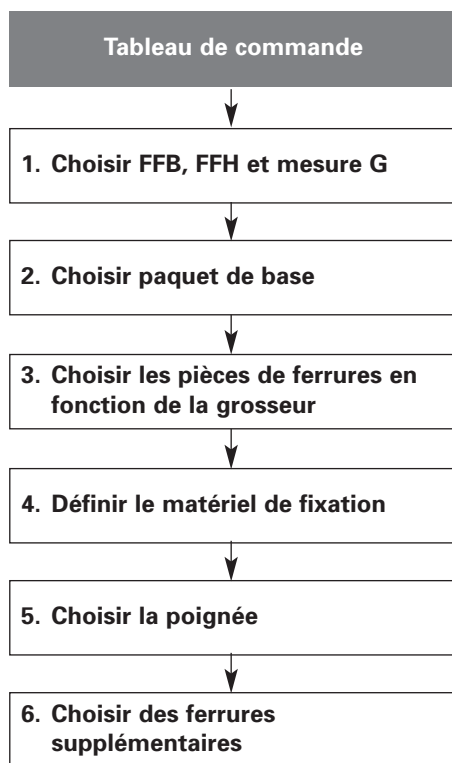 Tableau de commande
1. Choisir FFB, FFH et mesure G
2. Choisir paquet de base
3. Choisir les pièces de ferrures en
fonction de la grosseur
4. Définir le matériel de fixation
5. Choisir la poignée
6. Choisir des ferrures
supplémentaires